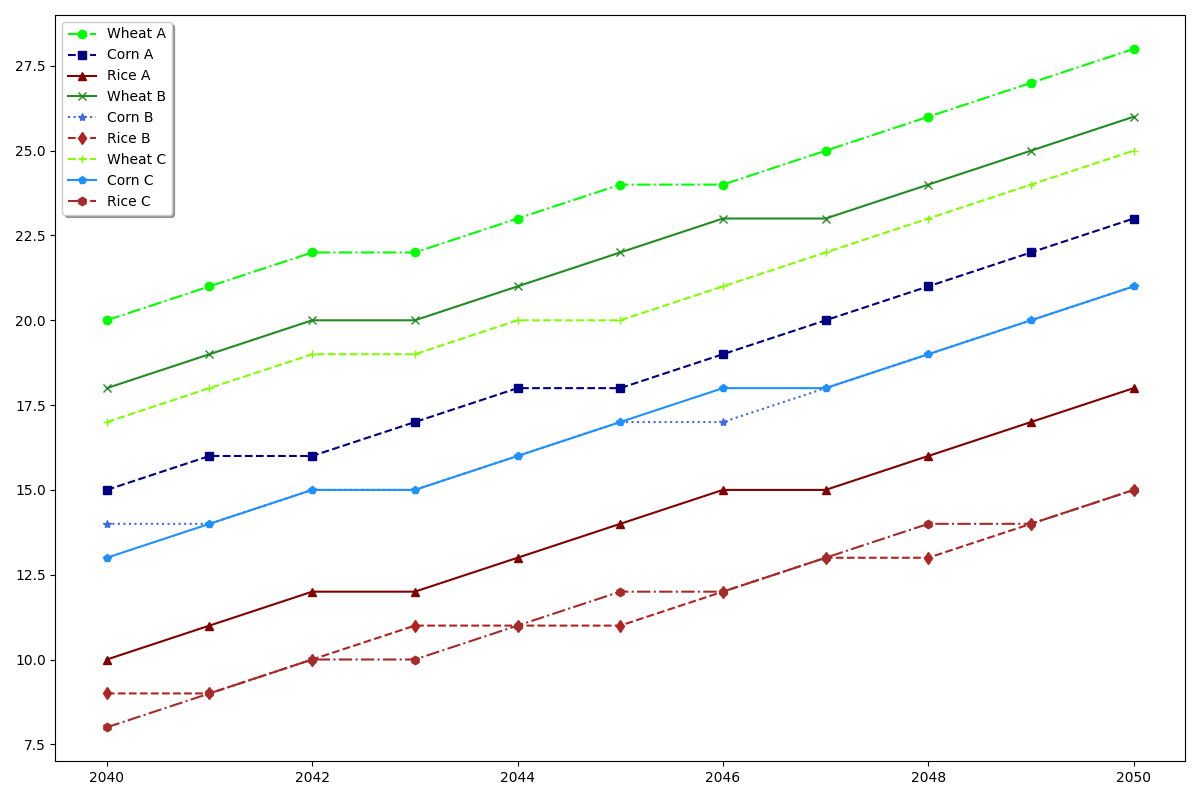 Wheat A
Corn A
Rice A
Wheat B
Corn B
Rice B
Wheat C
Corn C
Rice C
27.5
25.0
22.5
20.0
17.5
15.0
12.5
10.0
7.5
2040 2042 2044 2046 2048 2050